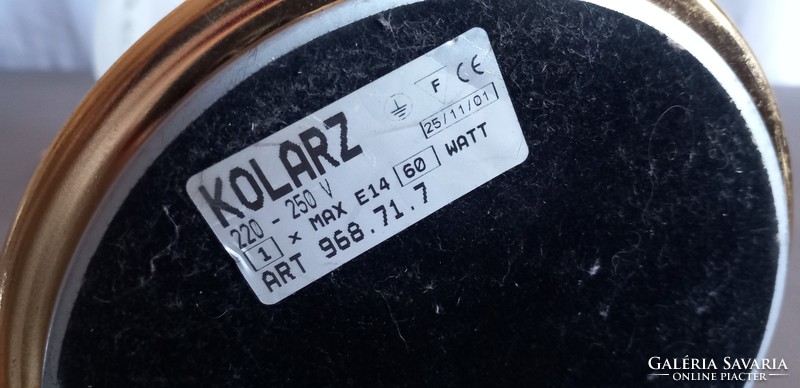 KOLARZ
F CE
25/11/01
220 - 250 V
1 x MAX E14 60 WATT
ART 968.71.7
GALÉRIA SAVARIA
ONLINE PIACTÉR